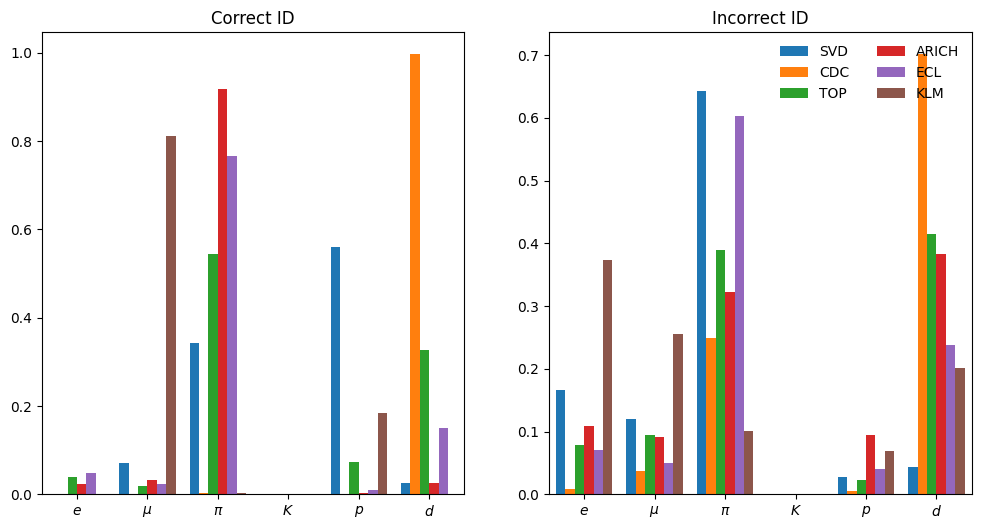 Correct ID
1.0
0.8
0.6
0.4
0.2
0.0
e μ π K p d
Incorrect ID
SVD ARICH
CDC ECL
TOP KLM
0.7
0.6
0.5
0.4
0.3
0.2
0.1
0.0
e μ π K p d